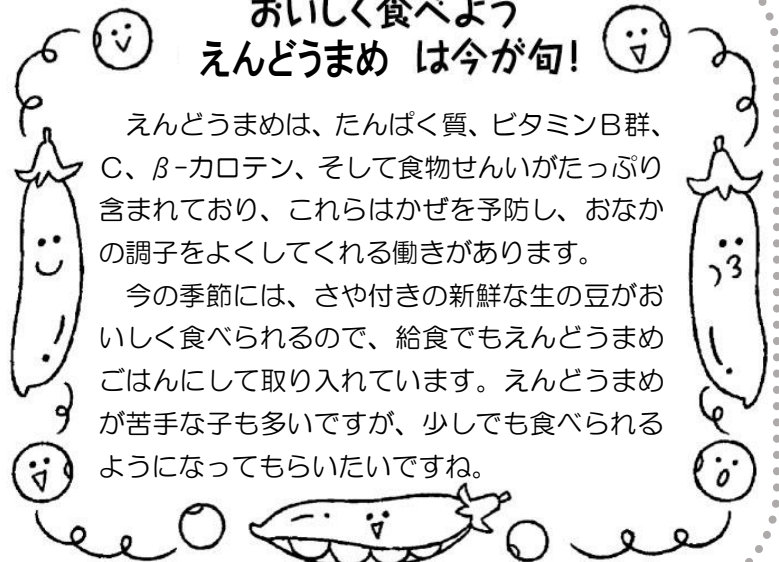 おいしく食べよう
えんどうまめ は今が旬!
えんどうまめは、たんぱく質、ビタミンB群、
C、β-カロテン、そして食物せんいがたっぷり
含まれており、これらはかぜを予防し、おなか
の調子をよくしてくれる働きがあります。
今の季節には、さや付きの新鮮な生の豆がお
いしく食べられるので、給食でもえんどうまめ
ごはんにして取り入れています。えんどうまめ
が苦手な子も多いですが、少しでも食べられる
ようになってもらいたいですね。